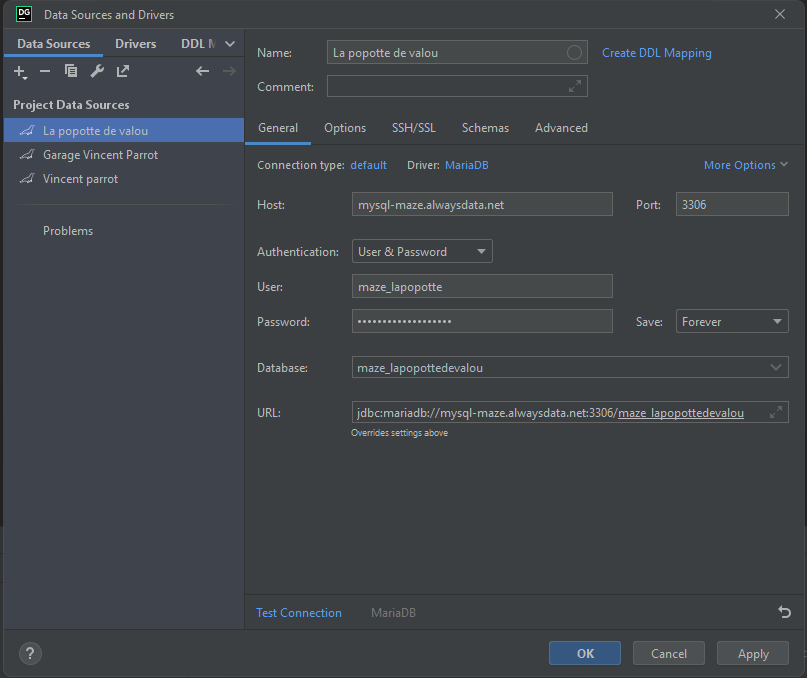 DG Data Sources and Drivers
Data Sources Drivers DDL M
Project Data Sources
La popotte de valou
Garage Vincent Parrot
Vincent parrot
Problems
Name: La popotte de valou Create DDL Mapping
Comment:
General Options SSH/SSL Schemas Advanced
Connection type: default Driver: MariaDB More Options
Host: mysql-maze.alwaysdata.net Port: 3306
Authentication: User & Password
User: maze_lapopotte
Password: ••••••••••••••••••• Save: Forever
Database: maze_lapopottedevalou
URL: jdbc:mariadb://mysql-maze.alwaysdata.net:3306/maze_lapopottedevalou
Overrides settings above
Test Connection MariaDB
? OK Cancel Apply